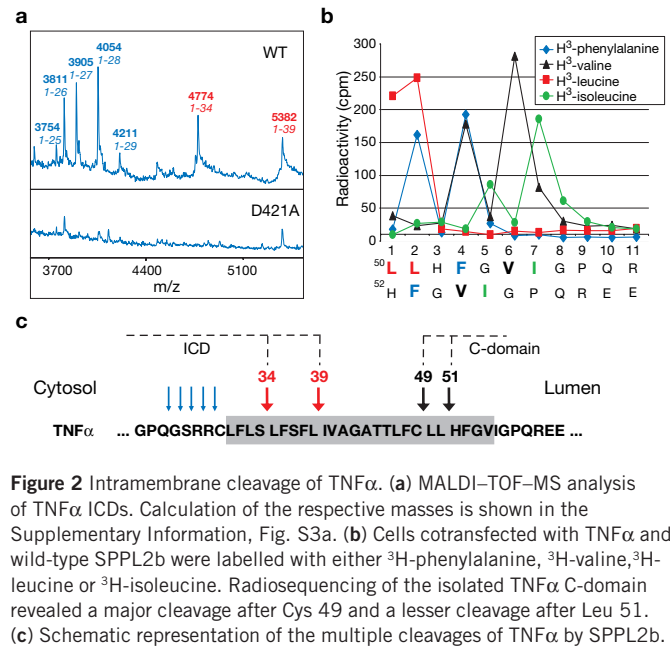 a
WT
3754
1-25
3811
1-26
3905
1-27
4054
1-28
4211
1-29
4774
1-34
5382
1-39
D421A
3700 4400 5100
m/z
b
H³-phenylalanine
H³-valine
H³-leucine
H³-isoleucine
Radioactivity (cpm)
300
250
200
150
100
50
0
1 2 3 4 5 6 7 8 9 10 11
⁵⁰ L L H F G V I G P Q R
⁵² H F G V I G P Q R E E
c
ICD C-domain
34 39 49 51
Cytosol Lumen
TNFα ... GPQGSRRCLFLS LFSFL IVAGATTLFC LL HFGVIGPQREE ...
Figure 2 Intramembrane cleavage of TNFα. (a) MALDI–TOF–MS analysis
of TNFα ICDs. Calculation of the respective masses is shown in the
Supplementary Information, Fig. S3a. (b) Cells cotransfected with TNFα and
wild-type SPPL2b were labelled with either ³H-phenylalanine, ³H-valine,³H-
leucine or ³H-isoleucine. Radiosequencing of the isolated TNFα C-domain
revealed a major cleavage after Cys 49 and a lesser cleavage after Leu 51.
(c) Schematic representation of the multiple cleavages of TNFα by SPPL2b.